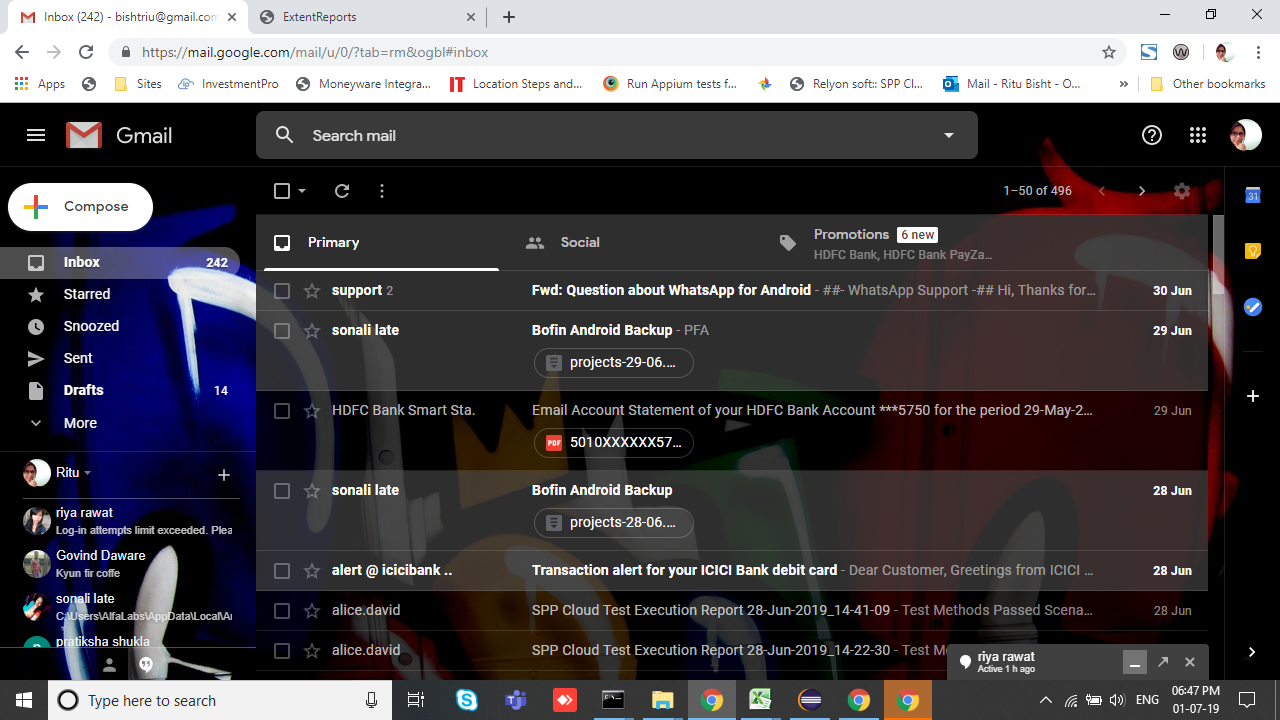 Inbox (242) - bishtriu@gmail.con
ExtentReports
https://mail.google.com/mail/u/0/?tab=rm&ogbl#inbox
Apps
Sites
InvestmentPro
Moneyware Integra...
IT Location Steps and...
Run Appium tests f...
Relyon soft:: SPP Cl...
Mail - Ritu Bisht - O...
»
Other bookmarks
Gmail
Search mail
Compose
1–50 of 496
31
Primary
Social
Promotions 6 new
HDFC Bank, HDFC Bank PayZa...
Inbox 242
Starred
Snoozed
Sent
Drafts 14
More
Ritu
riya rawat
Log-in attempts limit exceeded. Plea
Govind Daware
Kyun fir coffe
sonali late
C:\Users\AlfaLabs\AppData\Local\An
pratiksha shukla
support 2 Fwd: Question about WhatsApp for Android - ##- WhatsApp Support -## Hi, Thanks for... 30 Jun
sonali late Bofin Android Backup - PFA 29 Jun
projects-29-06....
HDFC Bank Smart Sta. Email Account Statement of your HDFC Bank Account ***5750 for the period 29-May-2... 29 Jun
PDF 5010XXXXXX57...
sonali late Bofin Android Backup 28 Jun
projects-28-06....
alert @ icicibank .. Transaction alert for your ICICI Bank debit card - Dear Customer, Greetings from ICICI ... 28 Jun
alice.david SPP Cloud Test Execution Report 28-Jun-2019_14-41-09 - Test Methods Passed Scena... 28 Jun
alice.david SPP Cloud Test Execution Report 28-Jun-2019_14-22-30 - Test Me
riya rawat
Active 1 h ago
Type here to search
ENG
06:47 PM
01-07-19